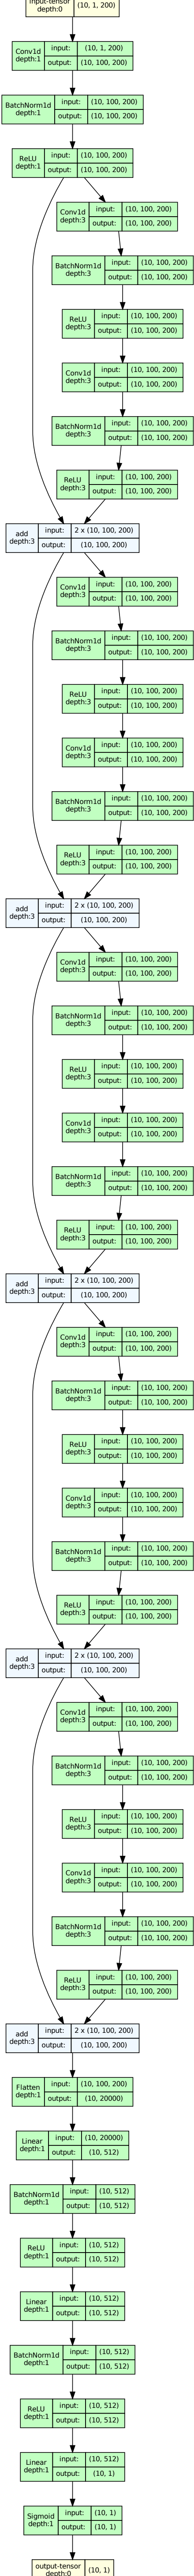 input-tensor
depth:0 (10, 1, 200)
Conv1d input: (10, 1, 200)
depth:1 output: (10, 100, 200)
BatchNorm1d input: (10, 100, 200)
depth:1 output: (10, 100, 200)
ReLU input: (10, 100, 200)
depth:1 output: (10, 100, 200)
Conv1d input: (10, 100, 200)
depth:3 output: (10, 100, 200)
BatchNorm1d input: (10, 100, 200)
depth:3 output: (10, 100, 200)
ReLU input: (10, 100, 200)
depth:3 output: (10, 100, 200)
Conv1d input: (10, 100, 200)
depth:3 output: (10, 100, 200)
BatchNorm1d input: (10, 100, 200)
depth:3 output: (10, 100, 200)
ReLU input: (10, 100, 200)
depth:3 output: (10, 100, 200)
add input: 2 x (10, 100, 200)
depth:3 output: (10, 100, 200)
Conv1d input: (10, 100, 200)
depth:3 output: (10, 100, 200)
BatchNorm1d input: (10, 100, 200)
depth:3 output: (10, 100, 200)
ReLU input: (10, 100, 200)
depth:3 output: (10, 100, 200)
Conv1d input: (10, 100, 200)
depth:3 output: (10, 100, 200)
BatchNorm1d input: (10, 100, 200)
depth:3 output: (10, 100, 200)
ReLU input: (10, 100, 200)
depth:3 output: (10, 100, 200)
add input: 2 x (10, 100, 200)
depth:3 output: (10, 100, 200)
Conv1d input: (10, 100, 200)
depth:3 output: (10, 100, 200)
BatchNorm1d input: (10, 100, 200)
depth:3 output: (10, 100, 200)
ReLU input: (10, 100, 200)
depth:3 output: (10, 100, 200)
Conv1d input: (10, 100, 200)
depth:3 output: (10, 100, 200)
BatchNorm1d input: (10, 100, 200)
depth:3 output: (10, 100, 200)
ReLU input: (10, 100, 200)
depth:3 output: (10, 100, 200)
add input: 2 x (10, 100, 200)
depth:3 output: (10, 100, 200)
Conv1d input: (10, 100, 200)
depth:3 output: (10, 100, 200)
BatchNorm1d input: (10, 100, 200)
depth:3 output: (10, 100, 200)
ReLU input: (10, 100, 200)
depth:3 output: (10, 100, 200)
Conv1d input: (10, 100, 200)
depth:3 output: (10, 100, 200)
BatchNorm1d input: (10, 100, 200)
depth:3 output: (10, 100, 200)
ReLU input: (10, 100, 200)
depth:3 output: (10, 100, 200)
add input: 2 x (10, 100, 200)
depth:3 output: (10, 100, 200)
Conv1d input: (10, 100, 200)
depth:3 output: (10, 100, 200)
BatchNorm1d input: (10, 100, 200)
depth:3 output: (10, 100, 200)
ReLU input: (10, 100, 200)
depth:3 output: (10, 100, 200)
Conv1d input: (10, 100, 200)
depth:3 output: (10, 100, 200)
BatchNorm1d input: (10, 100, 200)
depth:3 output: (10, 100, 200)
ReLU input: (10, 100, 200)
depth:3 output: (10, 100, 200)
add input: 2 x (10, 100, 200)
depth:3 output: (10, 100, 200)
Flatten input: (10, 100, 200)
depth:1 output: (10, 20000)
Linear input: (10, 20000)
depth:1 output: (10, 512)
BatchNorm1d input: (10, 512)
depth:1 output: (10, 512)
ReLU input: (10, 512)
depth:1 output: (10, 512)
Linear input: (10, 512)
depth:1 output: (10, 512)
BatchNorm1d input: (10, 512)
depth:1 output: (10, 512)
ReLU input: (10, 512)
depth:1 output: (10, 512)
Linear input: (10, 512)
depth:1 output: (10, 1)
Sigmoid input: (10, 1)
depth:1 output: (10, 1)
output-tensor
depth:0 (10, 1)